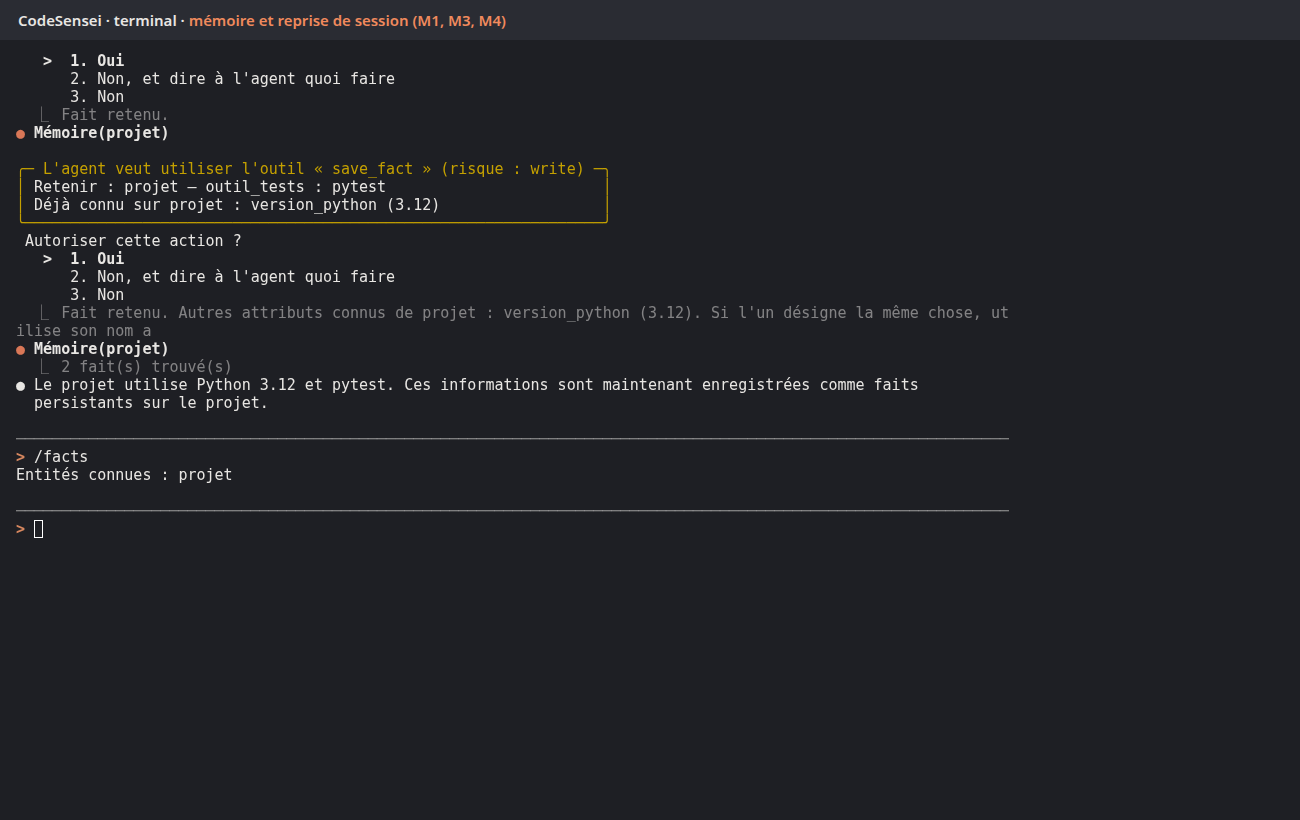 CodeSensei · terminal · mémoire et reprise de session (M1, M3, M4)
> 1. Oui
2. Non, et dire à l'agent quoi faire
3. Non
⎿ Fait retenu.
● Mémoire(projet)
L'agent veut utiliser l'outil « save_fact » (risque : write)
Retenir : projet — outil_tests : pytest
Déjà connu sur projet : version_python (3.12)
Autoriser cette action ?
> 1. Oui
2. Non, et dire à l'agent quoi faire
3. Non
⎿ Fait retenu. Autres attributs connus de projet : version_python (3.12). Si l'un désigne la même chose, ut
ilise son nom a
● Mémoire(projet)
⎿ 2 fait(s) trouvé(s)
● Le projet utilise Python 3.12 et pytest. Ces informations sont maintenant enregistrées comme faits
persistants sur le projet.
> /facts
Entités connues : projet
>